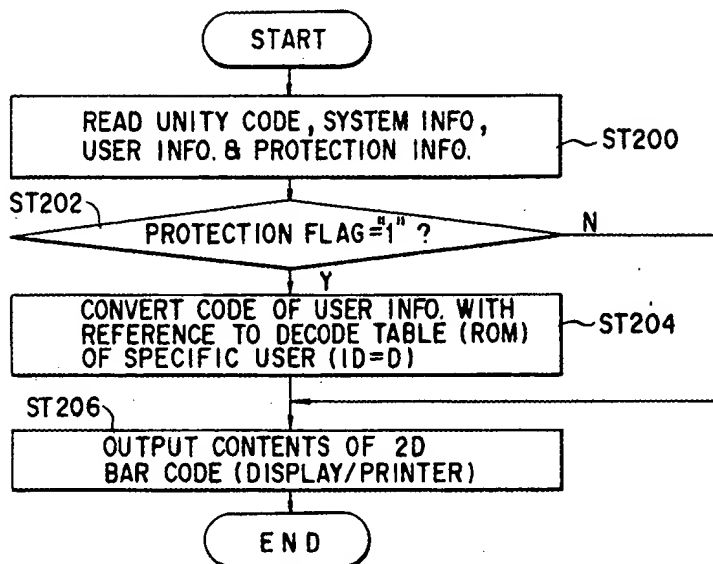 START
READ UNITY CODE, SYSTEM INFO,
USER INFO. & PROTECTION INFO.
ST200
ST202
PROTECTION FLAG="1" ?
N
Y
CONVERT CODE OF USER INFO. WITH
REFERENCE TO DECODE TABLE (ROM)
OF SPECIFIC USER (ID=D)
ST204
ST206
OUTPUT CONTENTS OF 2D
BAR CODE (DISPLAY/PRINTER)
END